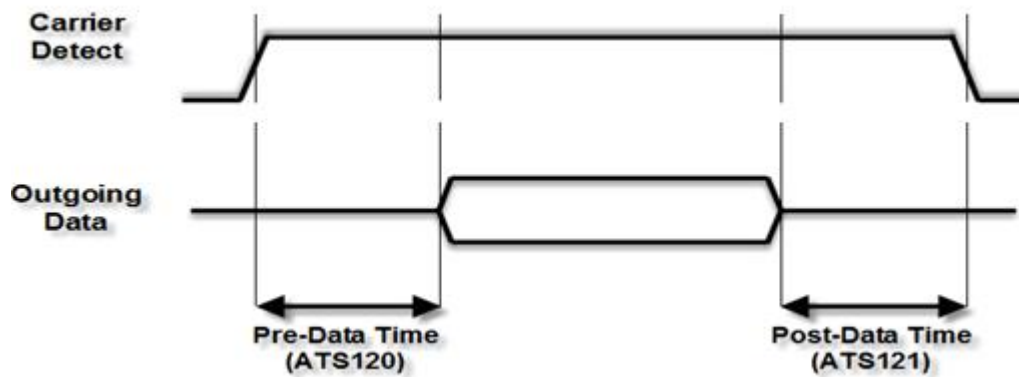 Carrier
Detect
Outgoing
Data
Pre-Data Time
(ATS120)
Post-Data Time
(ATS121)